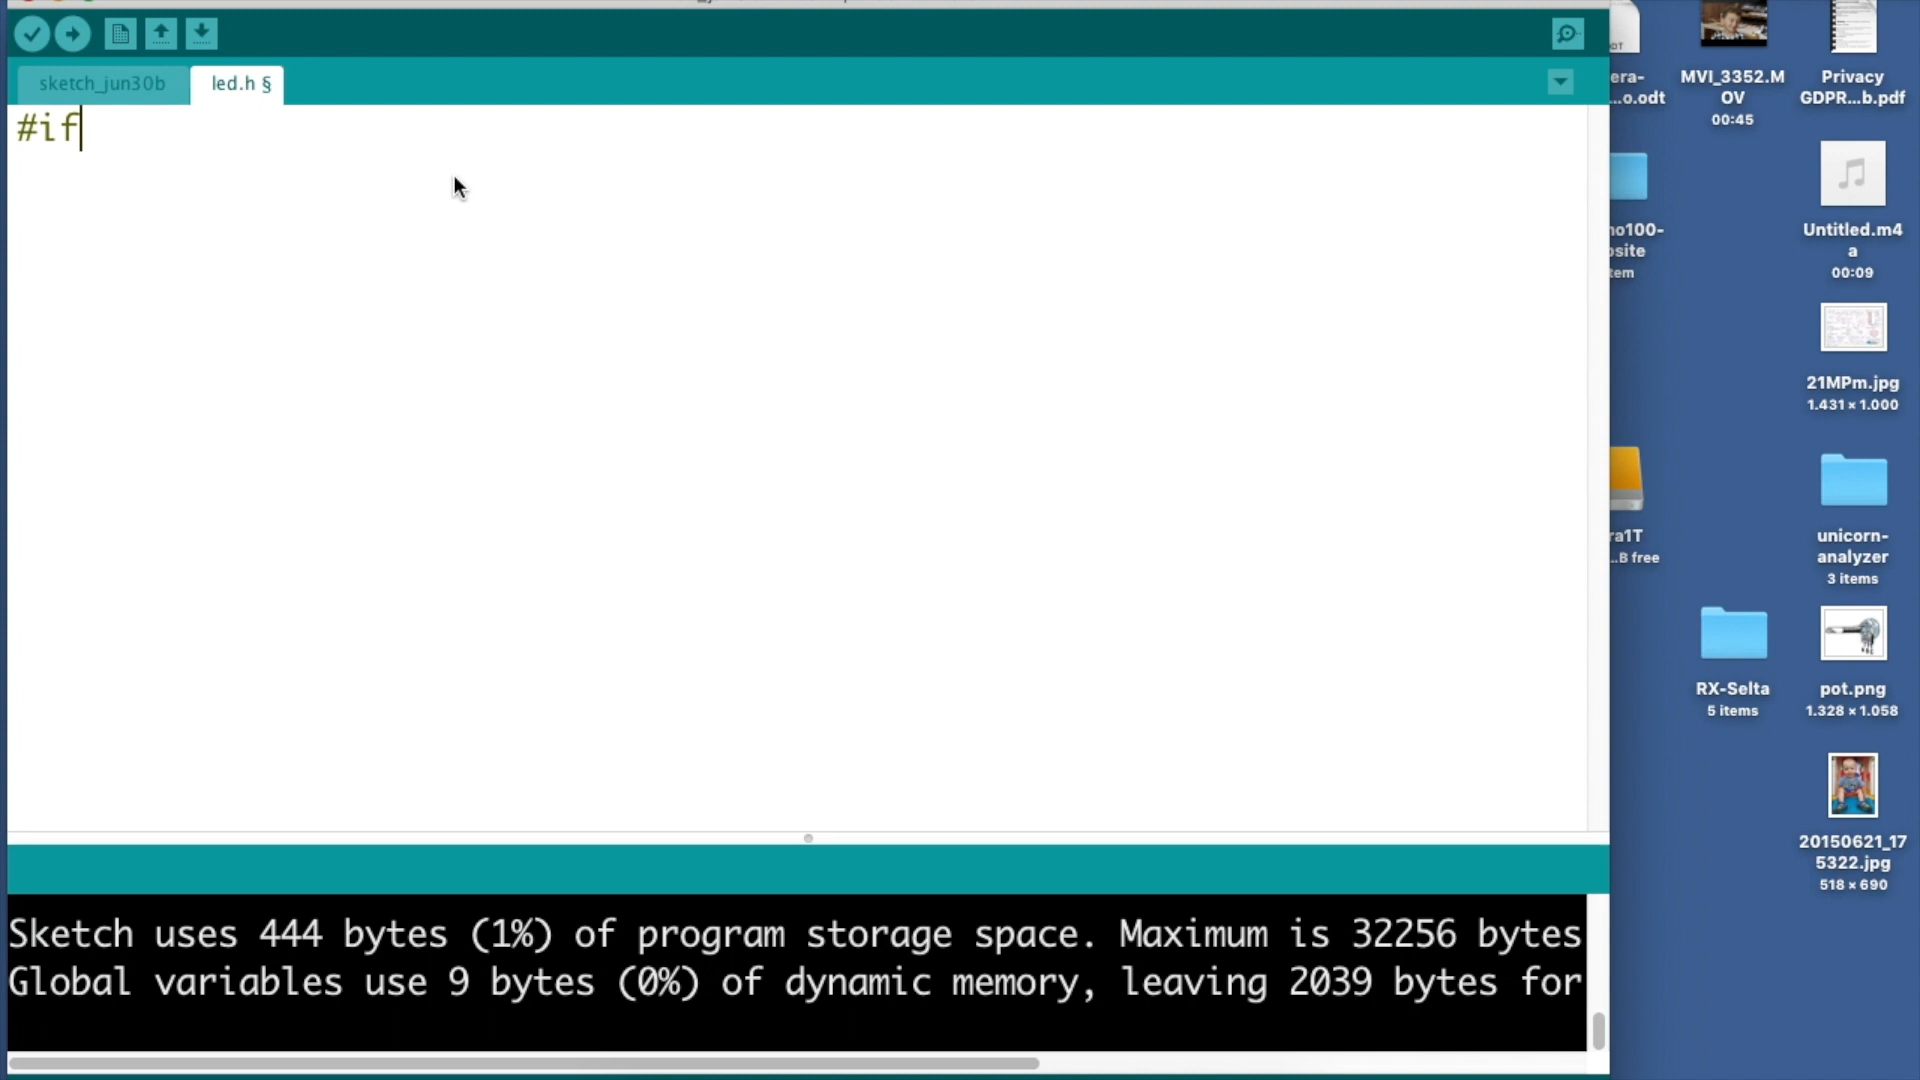 sketch_jun30b
led.h §
#if
Sketch uses 444 bytes (1%) of program storage space. Maximum is 32256 bytes
Global variables use 9 bytes (0%) of dynamic memory, leaving 2039 bytes for
MVI_3352.M
OV
00:45
Privacy
GDPR...b.pdf
...o.odt
Untitled.m4
a
00:09
21MPm.jpg
1.431 × 1.000
...B free
unicorn-
analyzer
3 items
RX-Selta
5 items
pot.png
1.328 × 1.058
20150621_17
5322.jpg
518 × 690